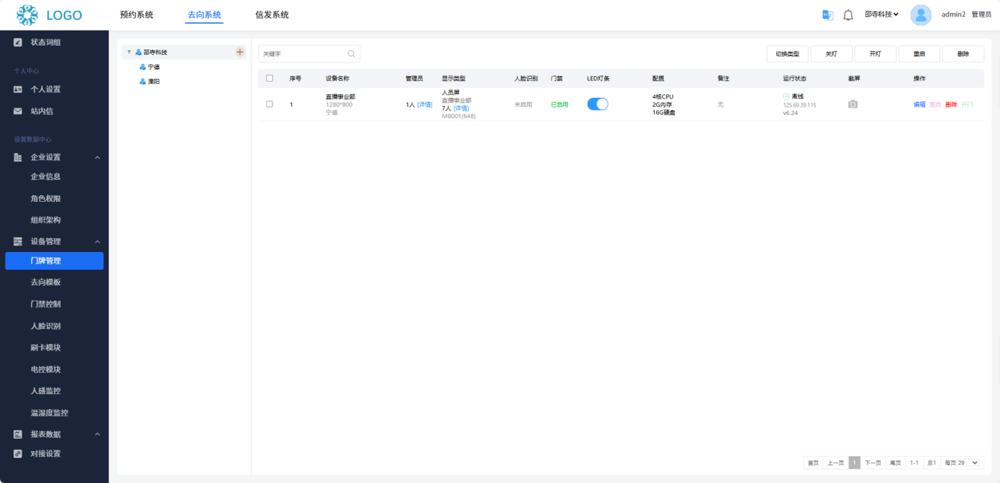 LOGO 预约系统 去向系统 信发系统 邵寺科技 admin2 管理员
状态词组
个人中心
个人设置
站内信
设置数据中心
企业设置
企业信息
角色权限
组织架构
设备管理
门牌管理
去向模板
门禁控制
人脸识别
刷卡模块
电控模块
人感监控
温湿度监控
报表数据
对接设置
邵寺科技
宁德
溧阳
关键字 切换类型 关灯 开灯 重启 删除
序号 设备名称 管理员 显示类型 人脸识别 门禁 LED灯条 配置 备注 运行状态 截屏 操作
1
直播事业部
1280*800
宁德
1人 [详情]
人员屏
直播事业部
7人 [详情]
M8001(648)
未启用 已启用
4核CPU
2G内存
16G硬盘
无
离线
125.69.39.115
v6.24
编辑 重启 删除 开门
首页 上一页 1 下一页 尾页 1-1 总1 每页 20